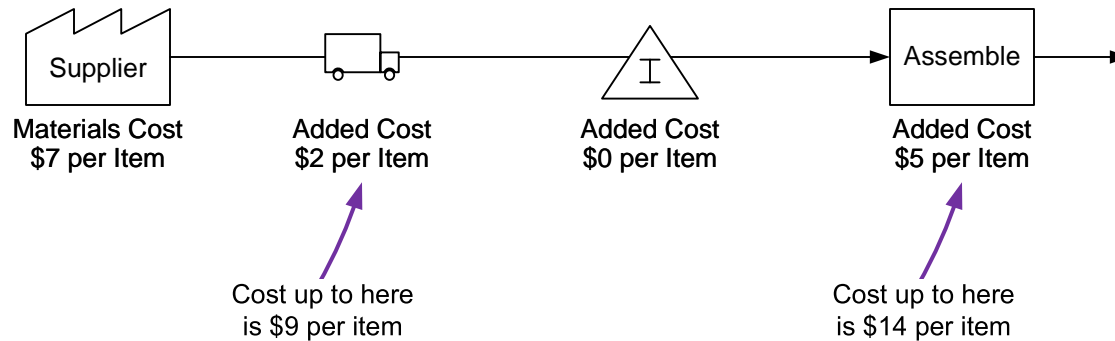 Supplier
I
Assemble
Materials Cost
$7 per Item
Added Cost
$2 per Item
Added Cost
$0 per Item
Added Cost
$5 per Item
Cost up to here
is $9 per item
Cost up to here
is $14 per item